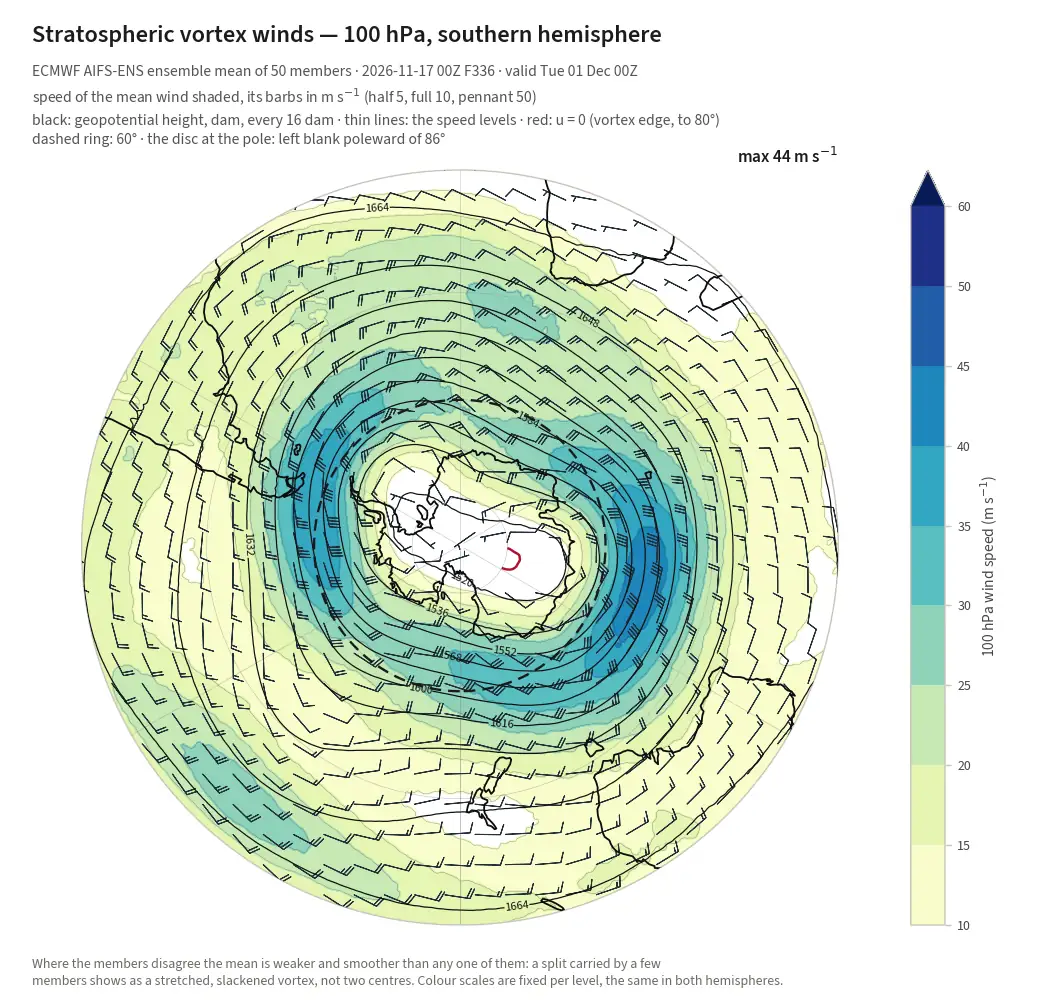 Stratospheric vortex winds — 100 hPa, southern hemisphere
ECMWF AIFS-ENS ensemble mean of 50 members · 2026-11-17 00Z F336 · valid Tue 01 Dec 00Z
speed of the mean wind shaded, its barbs in m s⁻¹ (half 5, full 10, pennant 50)
black: geopotential height, dam, every 16 dam · thin lines: the speed levels · red: u = 0 (vortex edge, to 80°)
dashed ring: 60° · the disc at the pole: left blank poleward of 86°
max 44 m s⁻¹
1664
1648
1584
1632
1520
1536
1552
1568
1600
1616
1664
60
50
45
40
35
30
25
20
15
10
100 hPa wind speed (m s⁻¹)
Where the members disagree the mean is weaker and smoother than any one of them: a split carried by a few
members shows as a stretched, slackened vortex, not two centres. Colour scales are fixed per level, the same in both hemispheres.